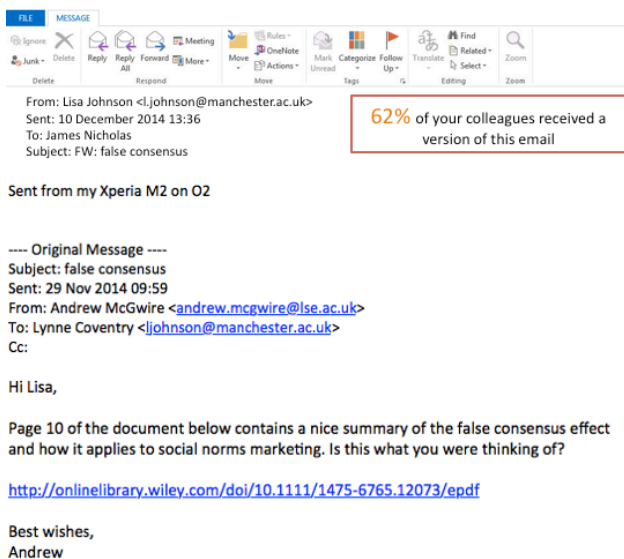 FILE MESSAGE
Ignore
Junk
Delete
Reply
Reply All
Forward
Meeting
More
Move
Rules
OneNote
Actions
Mark Unread
Categorize
Follow Up
Translate
Find
Related
Select
Zoom
Delete Respond Move Tags Editing Zoom
From: Lisa Johnson <l.johnson@manchester.ac.uk>
Sent: 10 December 2014 13:36
To: James Nicholas
Subject: FW: false consensus
62% of your colleagues received a
version of this email
Sent from my Xperia M2 on O2
---- Original Message ----
Subject: false consensus
Sent: 29 Nov 2014 09:59
From: Andrew McGwire <andrew.mcgwire@lse.ac.uk>
To: Lynne Coventry <ljohnson@manchester.ac.uk>
Cc:
Hi Lisa,
Page 10 of the document below contains a nice summary of the false consensus effect
and how it applies to social norms marketing. Is this what you were thinking of?
http://onlinelibrary.wiley.com/doi/10.1111/1475-6765.12073/epdf
Best wishes,
Andrew